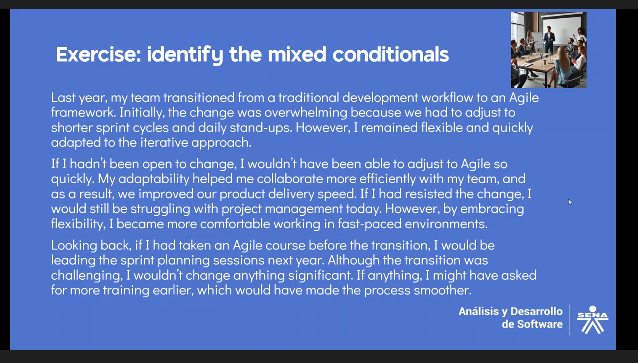 Exercise: identify the mixed conditionals
Last year, my team transitioned from a traditional development workflow to an Agile
framework. Initially, the change was overwhelming because we had to adjust to
shorter sprint cycles and daily stand-ups. However, I remained flexible and quickly
adapted to the iterative approach.
If I hadn't been open to change, I wouldn't have been able to adjust to Agile so
quickly. My adaptability helped me collaborate more efficiently with my team, and
as a result, we improved our product delivery speed. If I had resisted the change, I
would still be struggling with project management today. However, by embracing
flexibility, I became more comfortable working in fast-paced environments.
Looking back, if I had taken an Agile course before the transition, I would be
leading the sprint planning sessions next year. Although the transition was
challenging, I wouldn't change anything significant. If anything, I might have asked
for more training earlier, which would have made the process smoother.
Análisis y Desarrollo
de Software
SENA